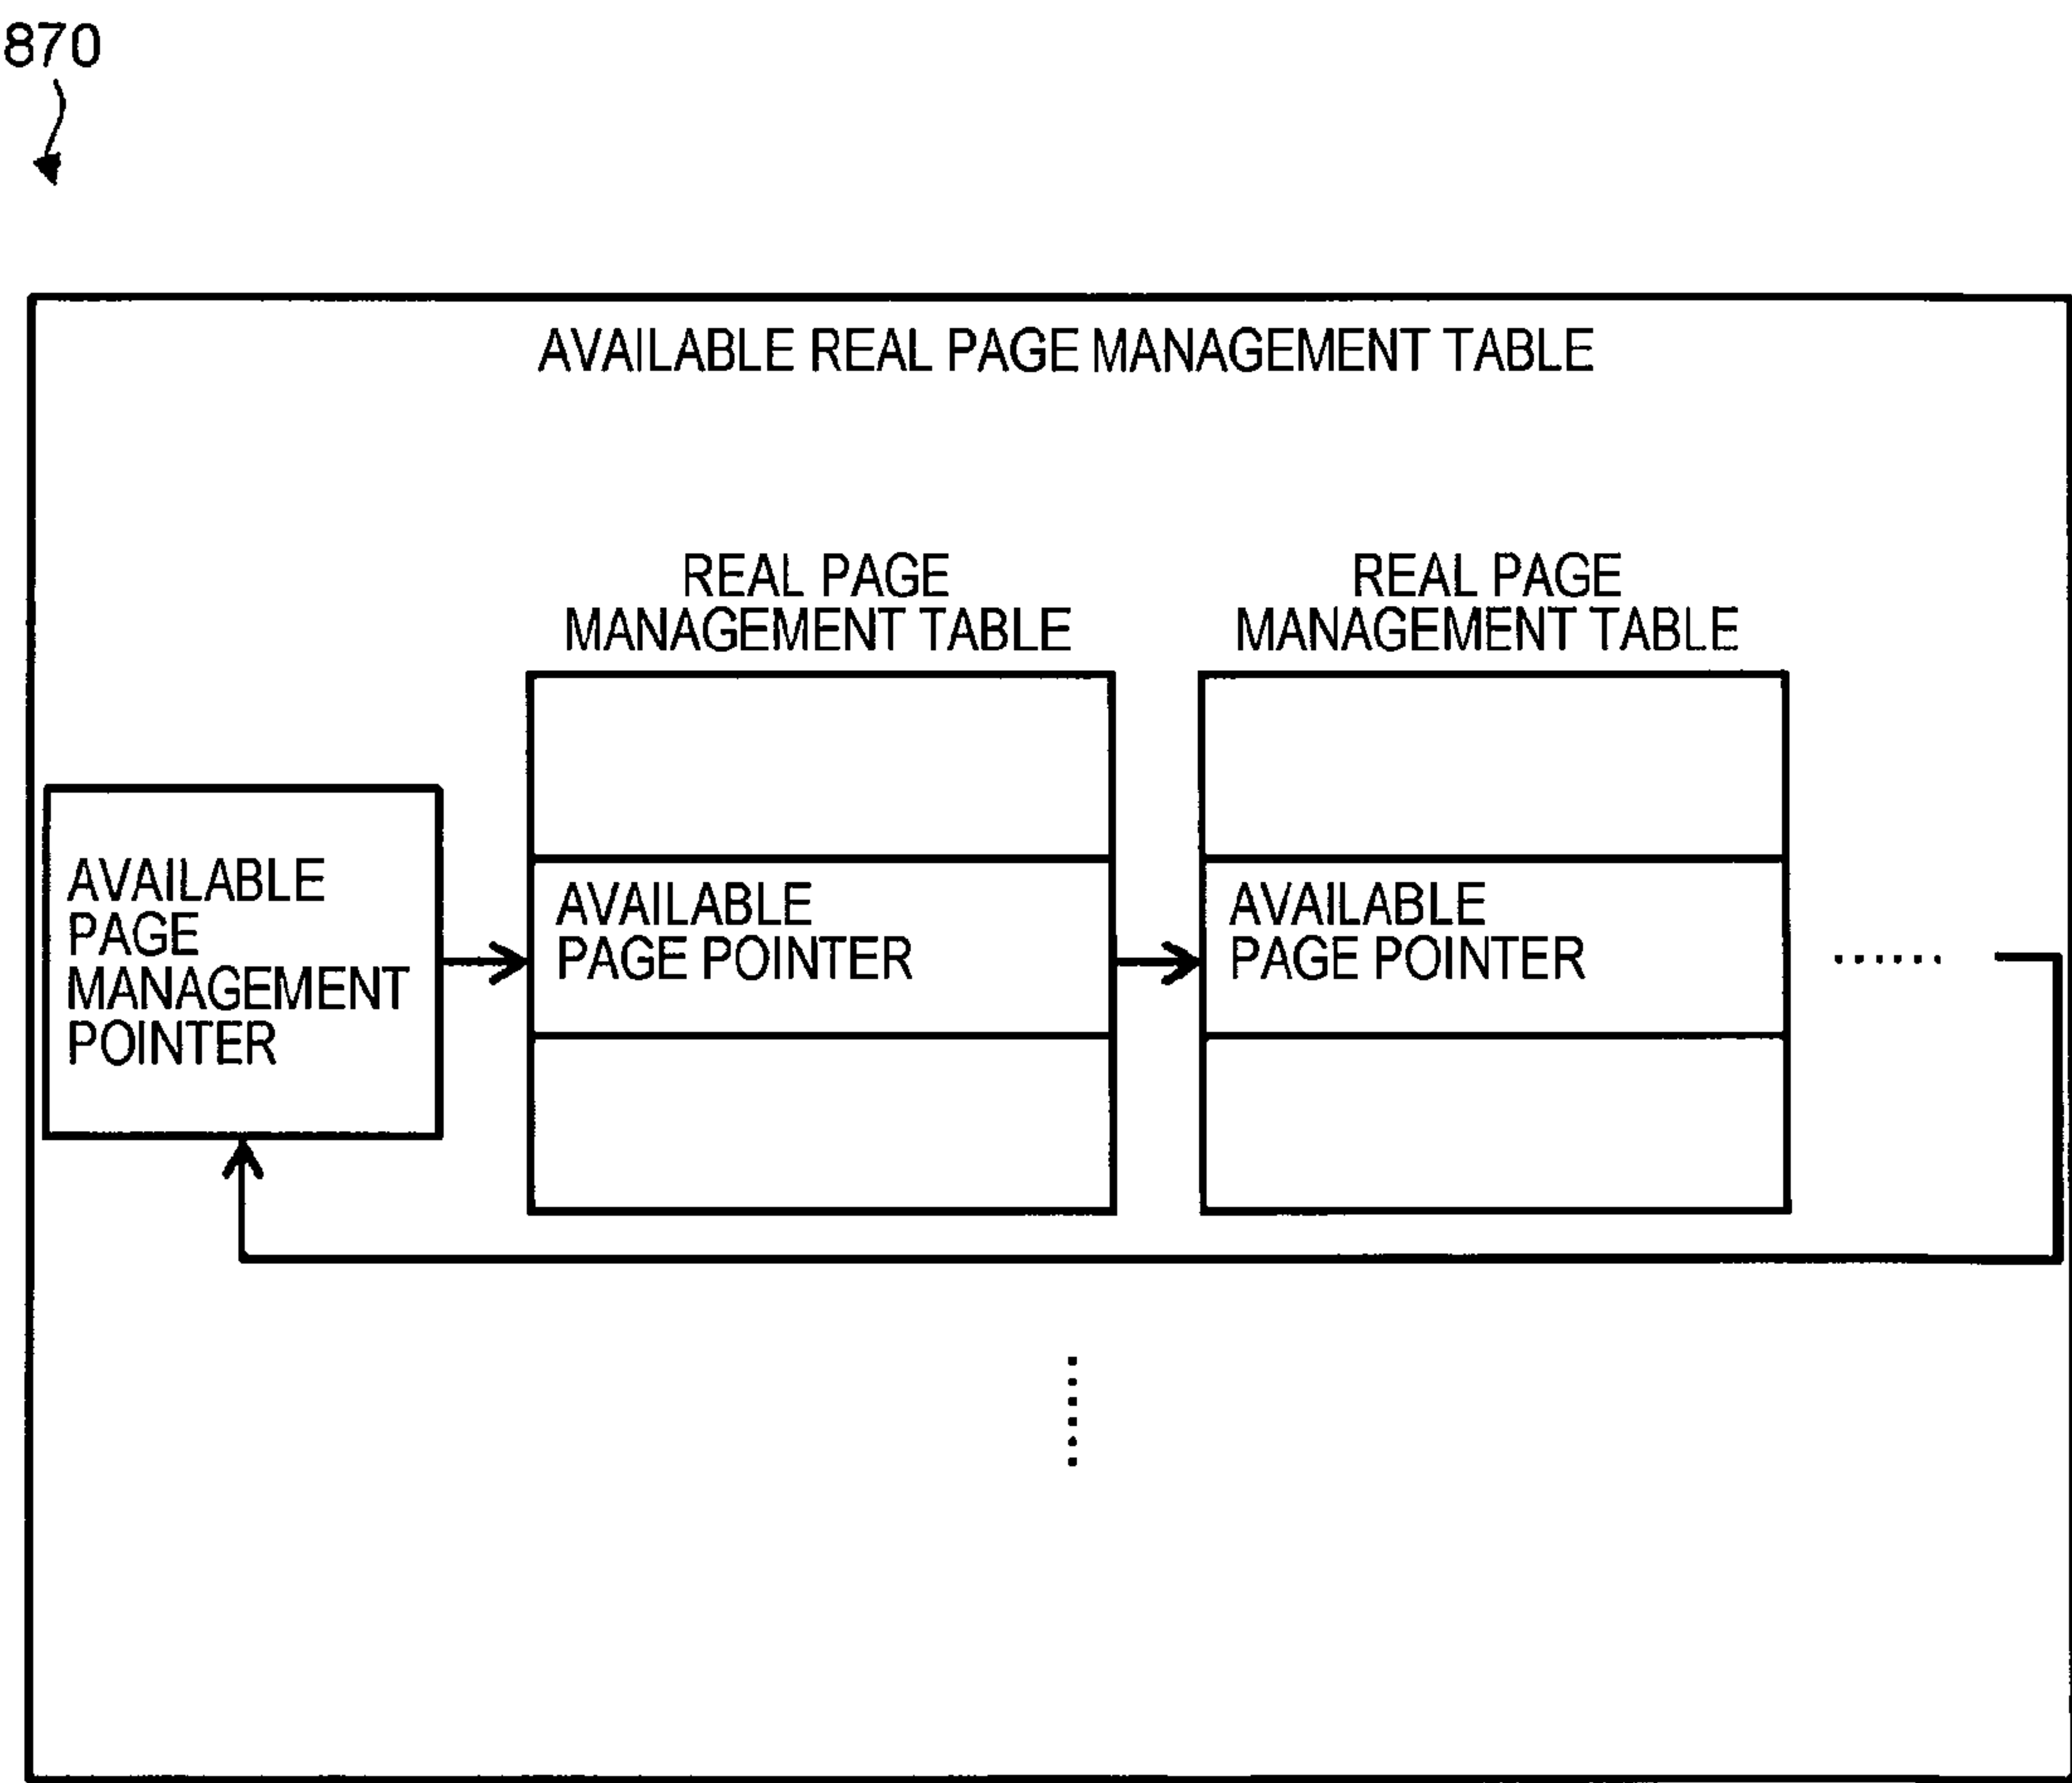 870
AVAILABLE REAL PAGE MANAGEMENT TABLE
REAL PAGE
MANAGEMENT TABLE
REAL PAGE
MANAGEMENT TABLE
AVAILABLE
PAGE
MANAGEMENT
POINTER
AVAILABLE
PAGE POINTER
AVAILABLE
PAGE POINTER